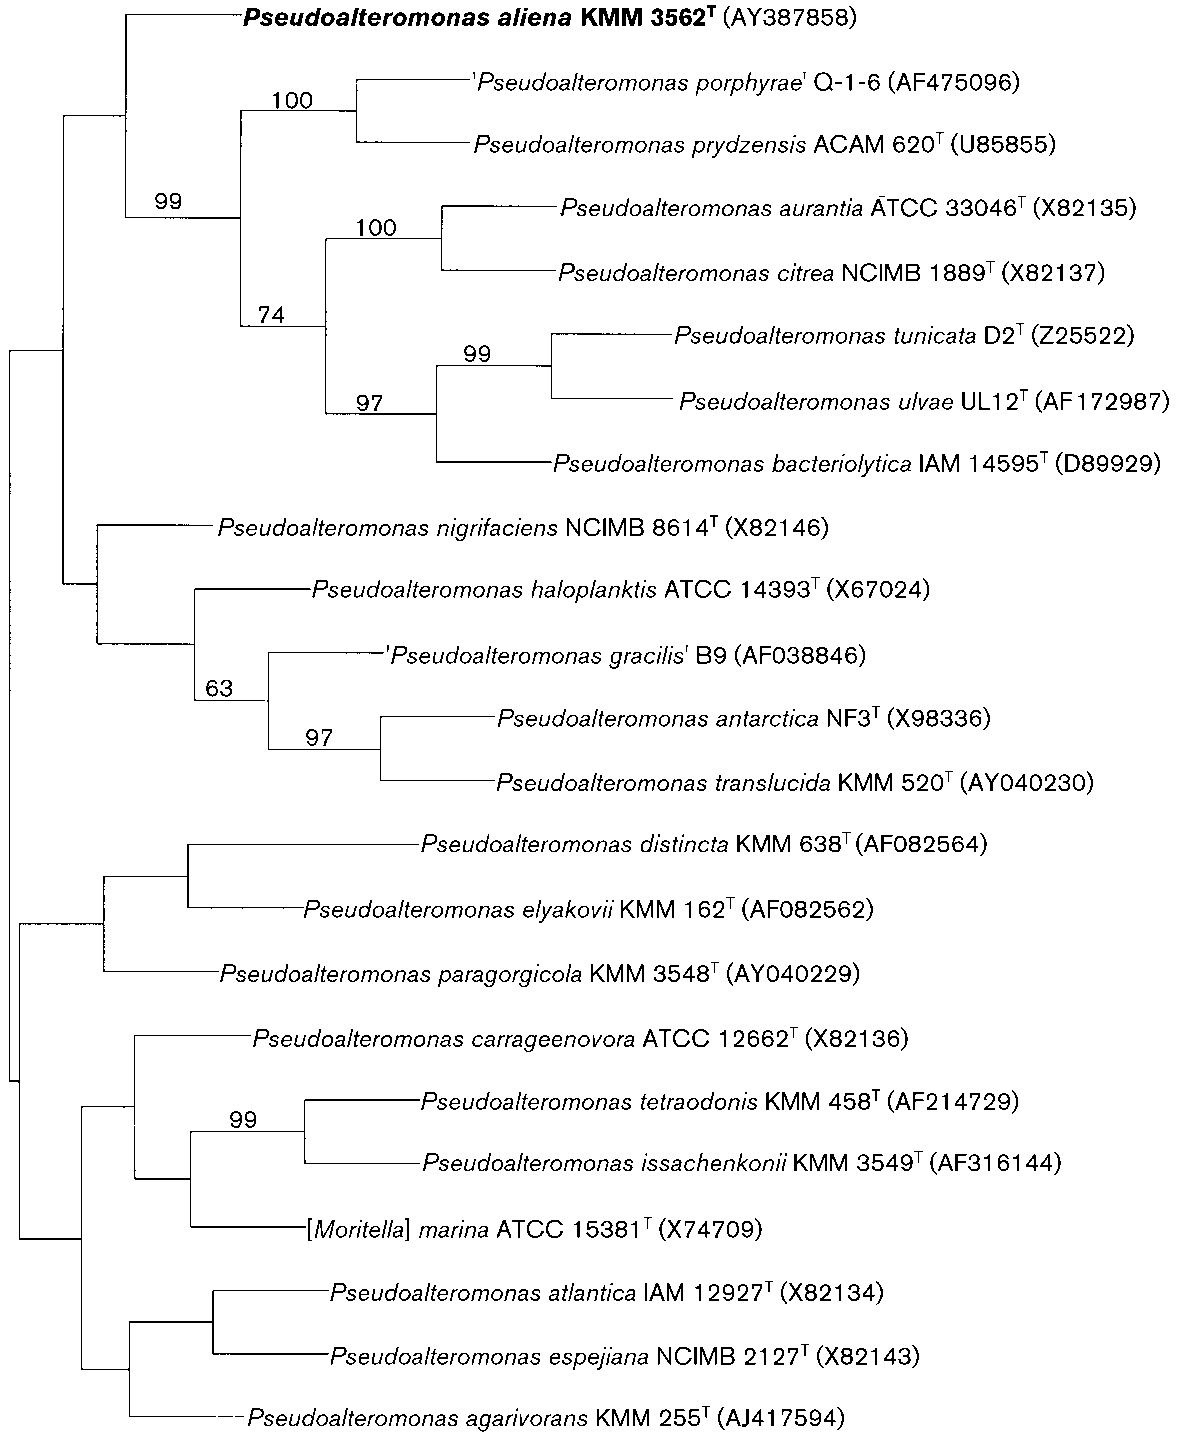 Pseudoalteromonas aliena KMM 3562ᵀ (AY387858)
'Pseudoalteromonas porphyrae' Q-1-6 (AF475096)
100
Pseudoalteromonas prydzensis ACAM 620ᵀ (U85855)
99
Pseudoalteromonas aurantia ATCC 33046ᵀ (X82135)
100
Pseudoalteromonas citrea NCIMB 1889ᵀ (X82137)
74
Pseudoalteromonas tunicata D2ᵀ (Z25522)
99
Pseudoalteromonas ulvae UL12ᵀ (AF172987)
97
Pseudoalteromonas bacteriolytica IAM 14595ᵀ (D89929)
Pseudoalteromonas nigrifaciens NCIMB 8614ᵀ (X82146)
Pseudoalteromonas haloplanktis ATCC 14393ᵀ (X67024)
'Pseudoalteromonas gracilis' B9 (AF038846)
63
Pseudoalteromonas antarctica NF3ᵀ (X98336)
97
Pseudoalteromonas translucida KMM 520ᵀ (AY040230)
Pseudoalteromonas distincta KMM 638ᵀ (AF082564)
Pseudoalteromonas elyakovii KMM 162ᵀ (AF082562)
Pseudoalteromonas paragorgicola KMM 3548ᵀ (AY040229)
Pseudoalteromonas carrageenovora ATCC 12662ᵀ (X82136)
Pseudoalteromonas tetraodonis KMM 458ᵀ (AF214729)
99
Pseudoalteromonas issachenkonii KMM 3549ᵀ (AF316144)
[Moritella] marina ATCC 15381ᵀ (X74709)
Pseudoalteromonas atlantica IAM 12927ᵀ (X82134)
Pseudoalteromonas espejiana NCIMB 2127ᵀ (X82143)
Pseudoalteromonas agarivorans KMM 255ᵀ (AJ417594)